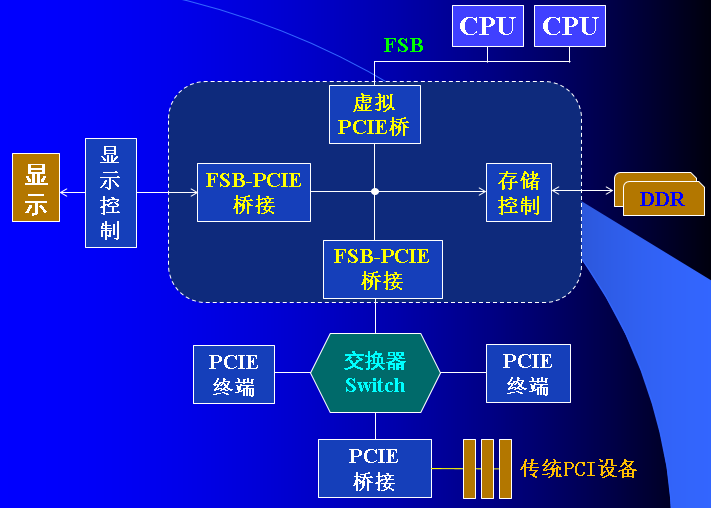 CPU
CPU
FSB
虚拟
PCIE桥
显示
显示控制
FSB-PCIE
桥接
存储
控制
DDR
FSB-PCIE
桥接
PCIE
终端
交换器
Switch
PCIE
终端
PCIE
桥接
传统PCI设备